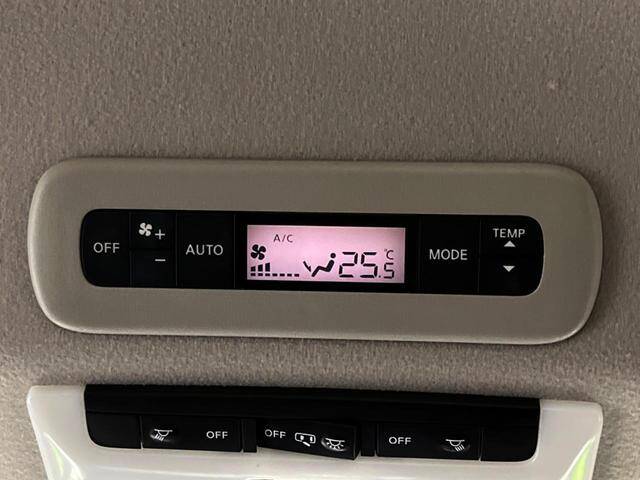 OFF + AUTO A/C 25.5 °C MODE TEMP
−
OFF OFF OFF